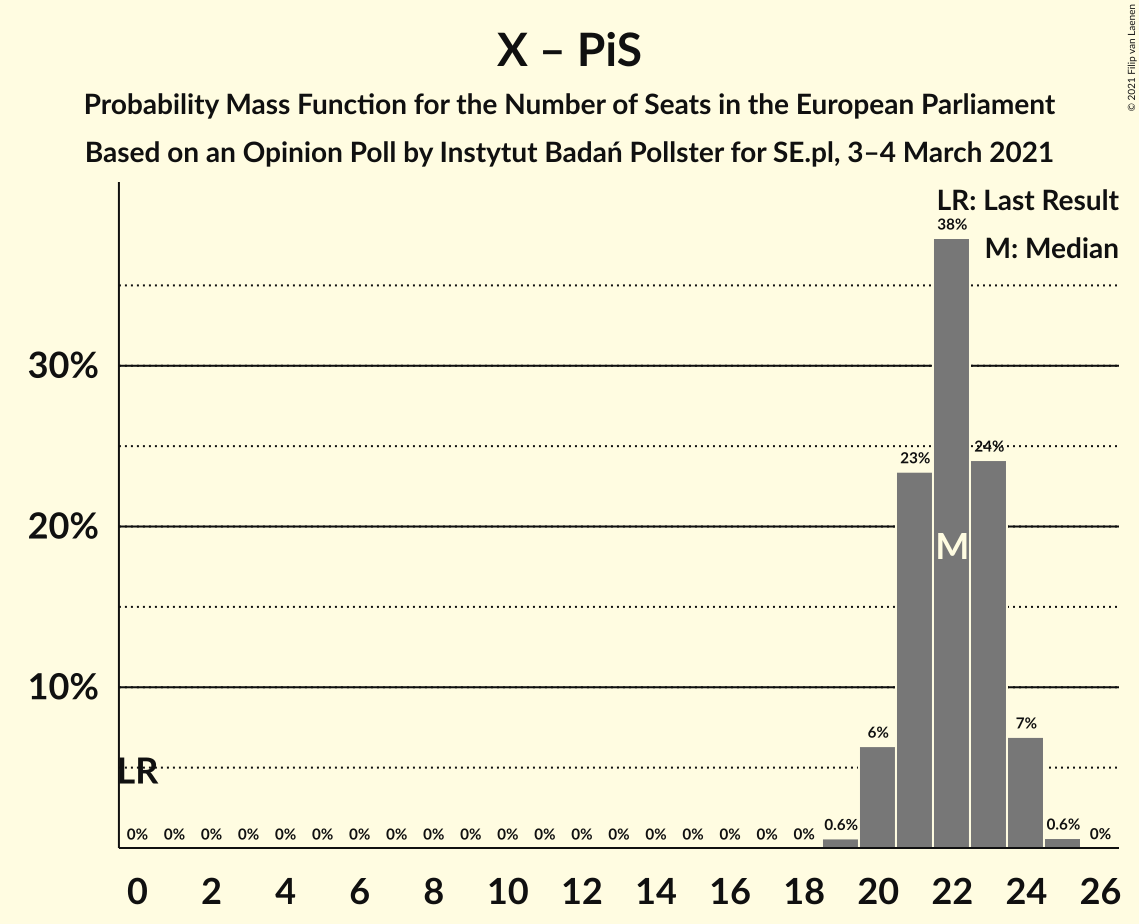 X – PiS
Probability Mass Function for the Number of Seats in the European Parliament
Based on an Opinion Poll by Instytut Badań Pollster for SE.pl, 3–4 March 2021
© 2021 Filip van Laenen
LR: Last Result
M: Median
38%
30%
24%
23%
20%
M
10%
7%
6%
LR
0% 0% 0% 0% 0% 0% 0% 0% 0% 0% 0% 0% 0% 0% 0% 0% 0% 0% 0% 0.6% 0.6% 0%
0 2 4 6 8 10 12 14 16 18 20 22 24 26